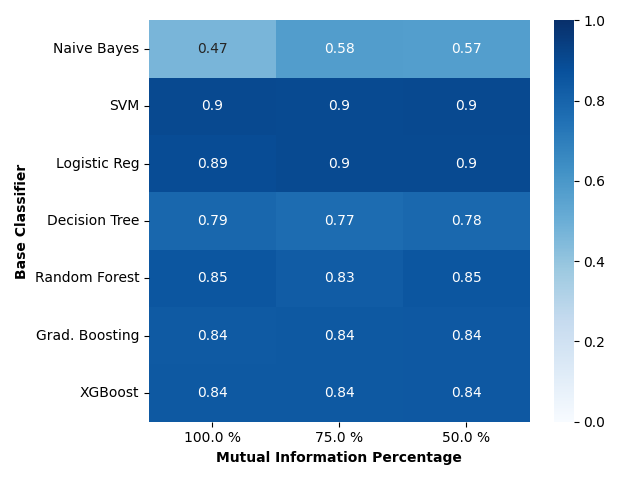 Naive Bayes 0.47 0.58 0.57
SVM 0.9 0.9 0.9
Logistic Reg 0.89 0.9 0.9
Decision Tree 0.79 0.77 0.78
Random Forest 0.85 0.83 0.85
Grad. Boosting 0.84 0.84 0.84
XGBoost 0.84 0.84 0.84
100.0 % 75.0 % 50.0 %
Mutual Information Percentage
Base Classifier
1.0
0.8
0.6
0.4
0.2
0.0